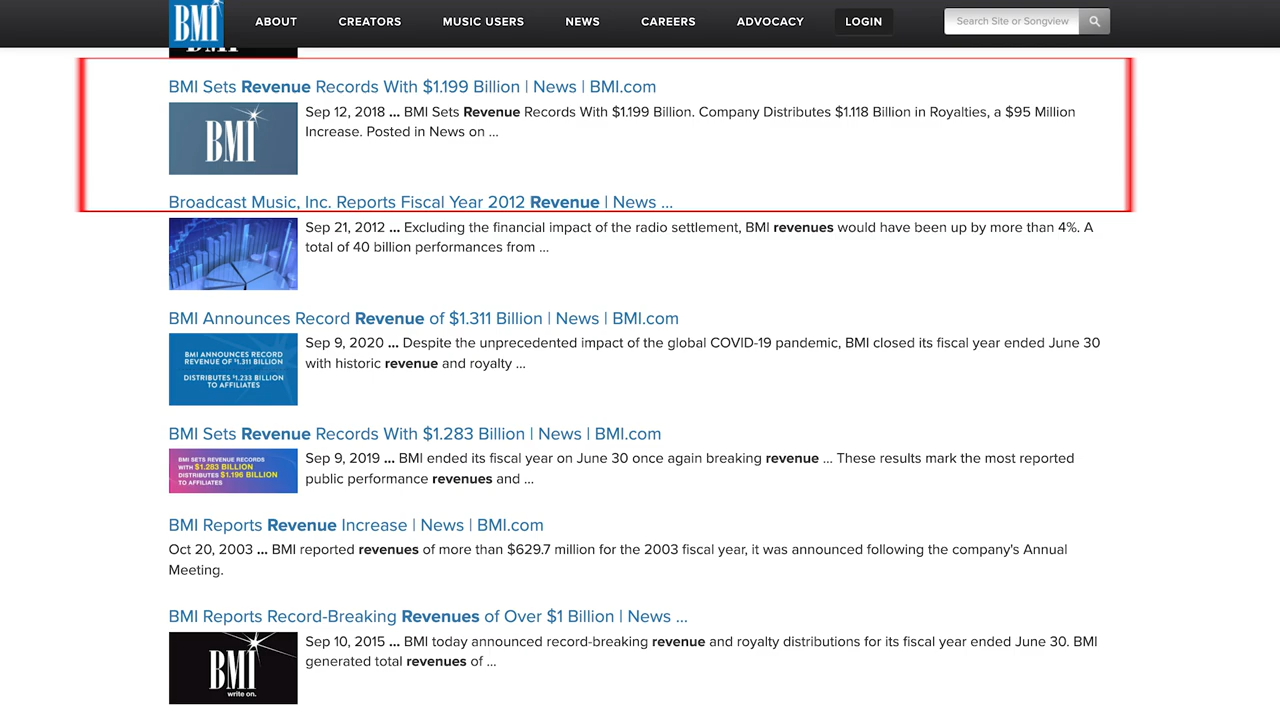 BMI
ABOUT CREATORS MUSIC USERS NEWS CAREERS ADVOCACY LOGIN Search Site or Songview
BMI
BMI Sets Revenue Records With $1.199 Billion | News | BMI.com
BMI
Sep 12, 2018 ... BMI Sets Revenue Records With $1.199 Billion. Company Distributes $1.118 Billion in Royalties, a $95 Million
Increase. Posted in News on ...
Broadcast Music, Inc. Reports Fiscal Year 2012 Revenue | News ...
Sep 21, 2012 ... Excluding the financial impact of the radio settlement, BMI revenues would have been up by more than 4%. A
total of 40 billion performances from ...
BMI Announces Record Revenue of $1.311 Billion | News | BMI.com
BMI ANNOUNCES RECORD
REVENUE OF $1.311 BILLION
DISTRIBUTES $1.233 BILLION
TO AFFILIATES
Sep 9, 2020 ... Despite the unprecedented impact of the global COVID-19 pandemic, BMI closed its fiscal year ended June 30
with historic revenue and royalty ...
BMI Sets Revenue Records With $1.283 Billion | News | BMI.com
BMI SETS REVENUE RECORDS
WITH $1.283 BILLION
DISTRIBUTES $1.196 BILLION
TO AFFILIATES
Sep 9, 2019 ... BMI ended its fiscal year on June 30 once again breaking revenue ... These results mark the most reported
public performance revenues and ...
BMI Reports Revenue Increase | News | BMI.com
Oct 20, 2003 ... BMI reported revenues of more than $629.7 million for the 2003 fiscal year, it was announced following the company's Annual
Meeting.
BMI Reports Record-Breaking Revenues of Over $1 Billion | News ...
BMI
write on.
Sep 10, 2015 ... BMI today announced record-breaking revenue and royalty distributions for its fiscal year ended June 30. BMI
generated total revenues of ...